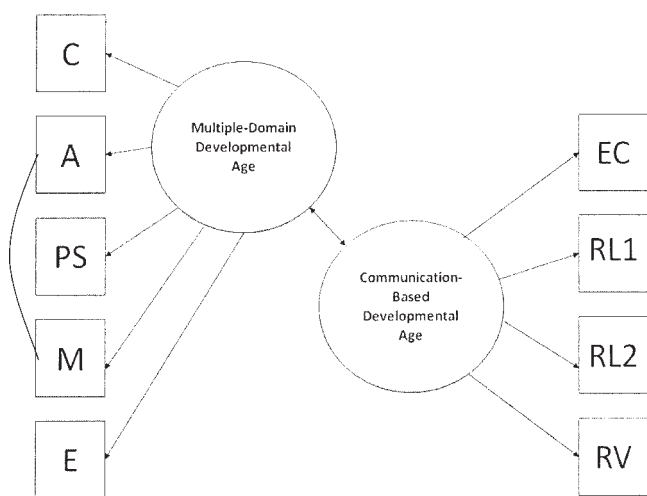 C
A
PS
M
E
Multiple-Domain
Developmental
Age
Communication-
Based
Developmental
Age
EC
RL1
RL2
RV